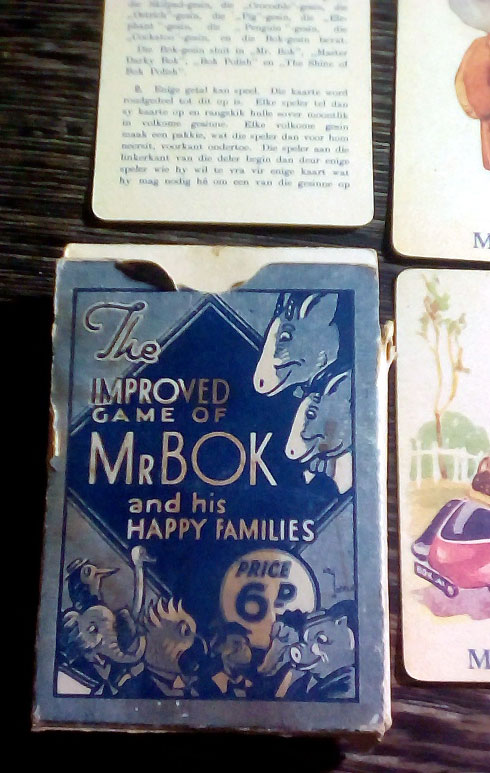 die Skilpad-gesin, die „Crocodile"-gesin, die
„Ostrich"-gesin, die „Pig"-gesin, die „Ele-
phant"-gesin, die „Penguin"-gesin, die
„Cockatoo"-gesin, en die Bok-gesin bevat.
Die Bok-gesin sluit in „Mr. Bok", „Master
Darky Bok", „Bok Polish" en „The Shine of
Bok Polish".
2. Enige getal kan speel. Die kaarte word
rondgedeel tot dit op is. Elke speler tel dan
sy kaarte op en rangskik hulle sover moontlik
in volkome gesinne. Elke volkome gesin
maak een pakkie, wat die speler dan voor hom
neersit, voorkant ondertoe. Die speler aan die
linkerkant van die deler begin dan deur enige
speler wie hy wil te vra vir enige kaart wat
hy mag nodig hê om een van die gesinne op
The
IMPROVED
GAME OF
MR BOK
and his
HAPPY FAMILIES
PRICE
6D
M
M